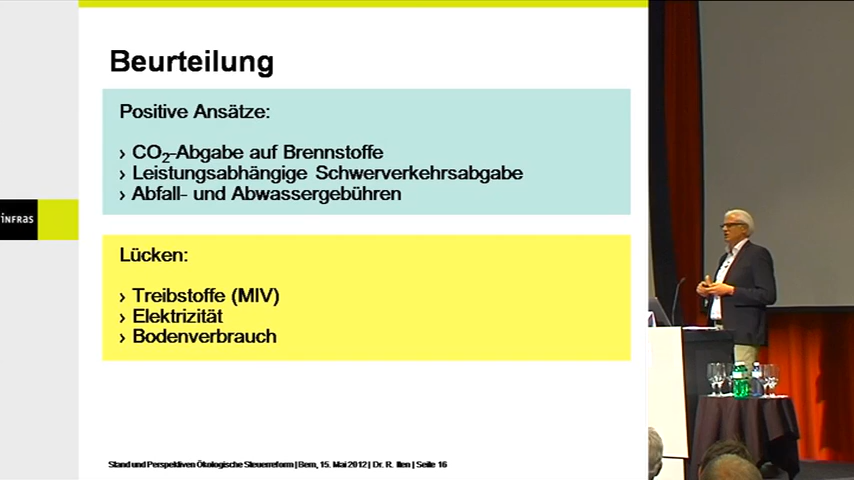 Beurteilung
Positive Ansätze:
› CO₂-Abgabe auf Brennstoffe
› Leistungsabhängige Schwerverkehrsabgabe
› Abfall- und Abwassergebühren
infras
Lücken:
› Treibstoffe (MIV)
› Elektrizität
› Bodenverbrauch
Stand und Perspektiven Ökologische Steuerreform | Bern, 15. Mai 2012 | Dr. R. Iten | Seite 16